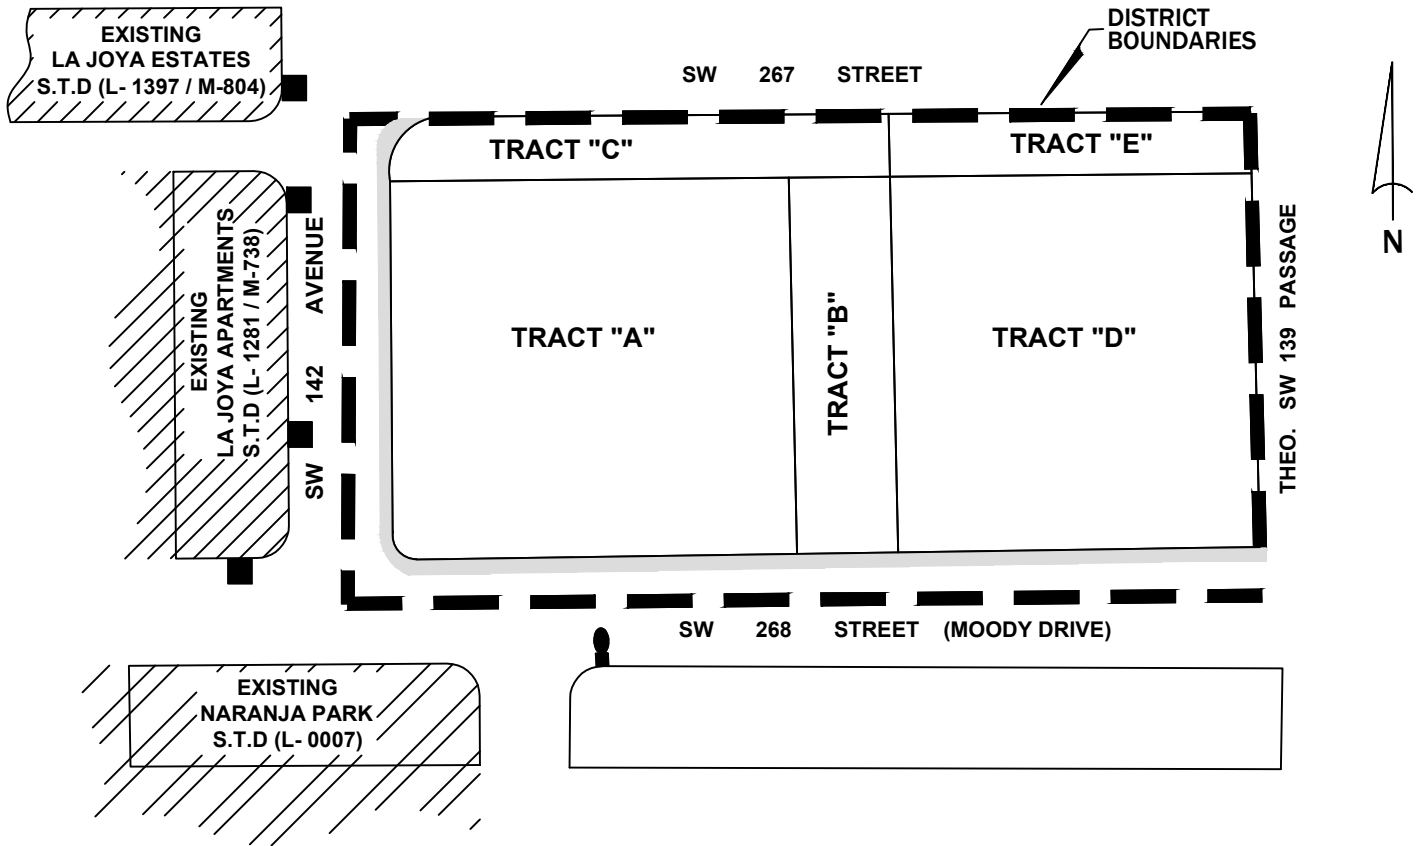 EXISTING
LA JOYA ESTATES
S.T.D (L- 1397 / M-804)
DISTRICT
BOUNDARIES
SW 267 STREET
TRACT "C"
TRACT "E"
N
EXISTING
LA JOYA APARTMENTS
S.T.D (L- 1281 / M-738)
SW 142 AVENUE
TRACT "A"
TRACT "B"
TRACT "D"
THEO. SW 139 PASSAGE
SW 268 STREET (MOODY DRIVE)
EXISTING
NARANJA PARK
S.T.D (L- 0007)